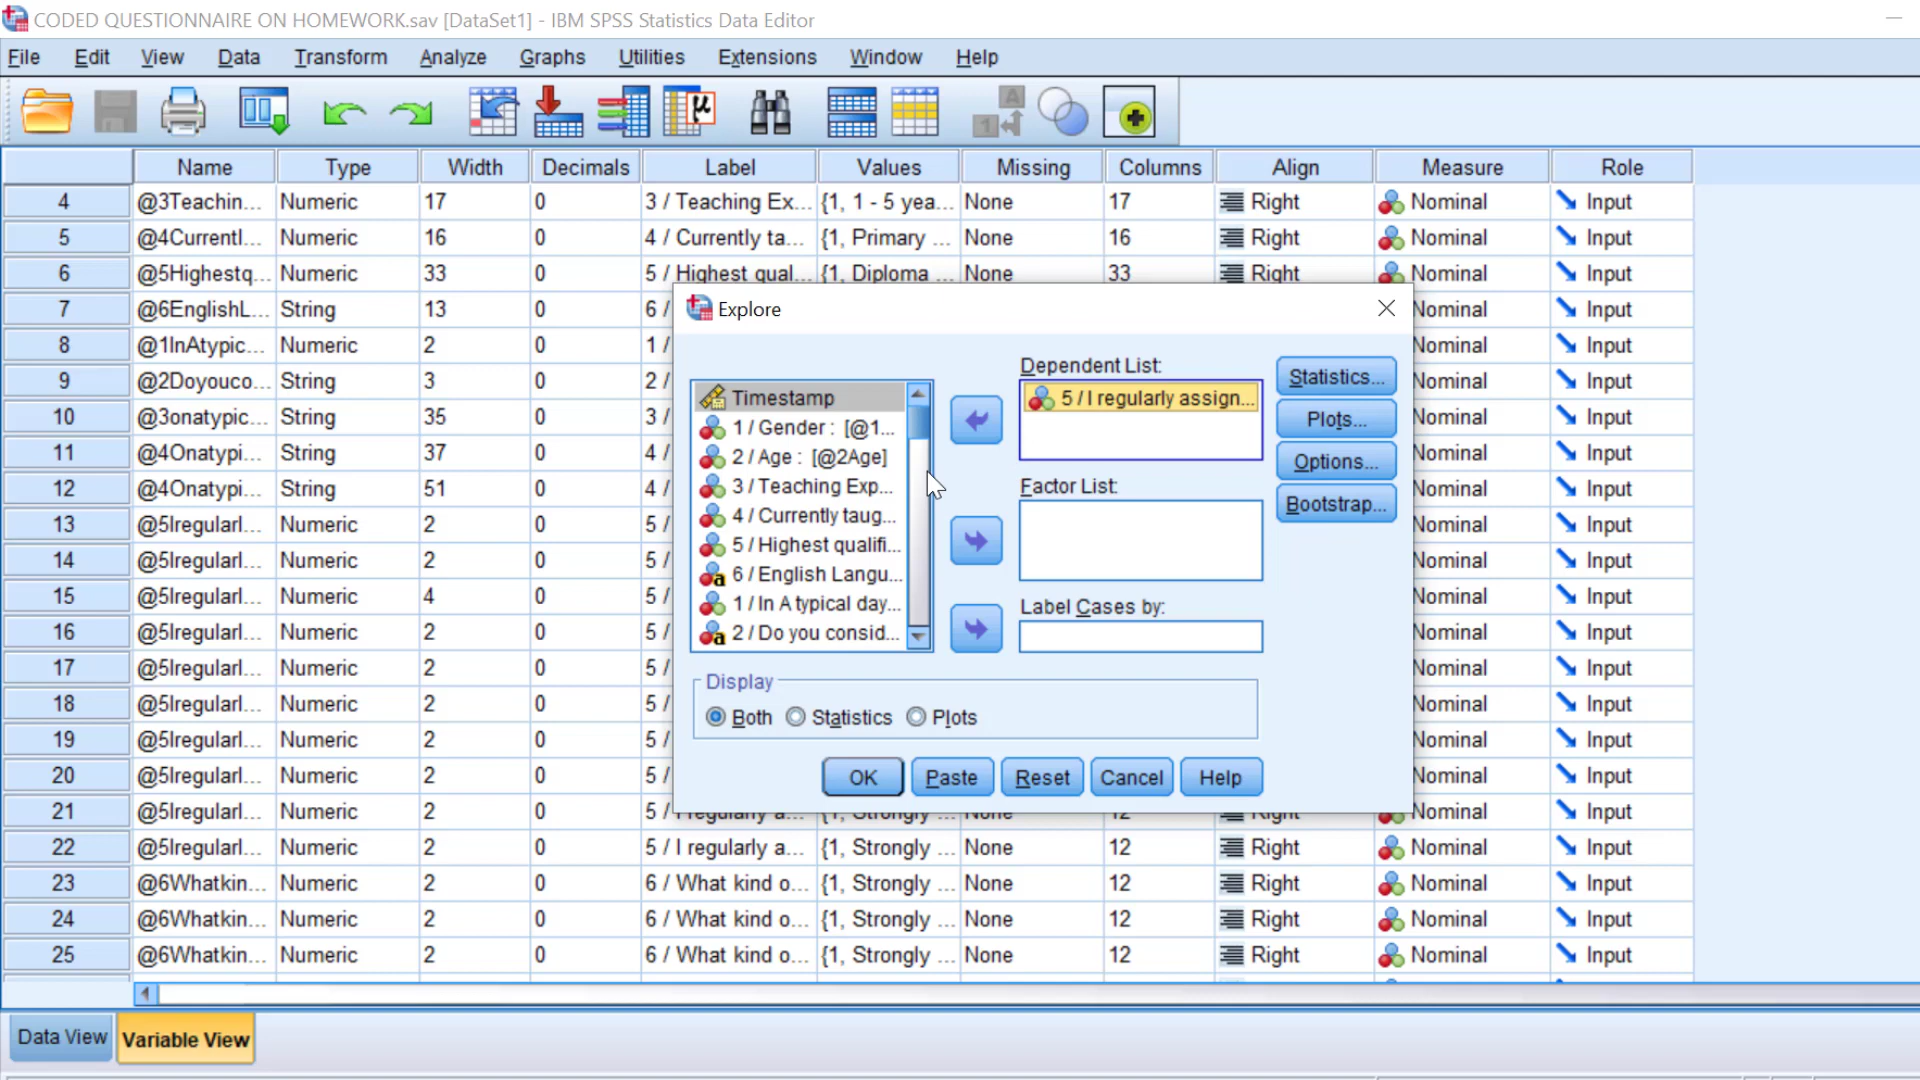 CODED QUESTIONNAIRE ON HOMEWORK.sav [DataSet1] - IBM SPSS Statistics Data Editor
File Edit View Data Transform Analyze Graphs Utilities Extensions Window Help
Name Type Width Decimals Label Values Missing Columns Align Measure Role
4 @3Teachin... Numeric 17 0 3 / Teaching Ex... {1, 1 - 5 yea... None 17 Right Nominal Input
5 @4Currentl... Numeric 16 0 4 / Currently ta... {1, Primary ... None 16 Right Nominal Input
6 @5Highestq... Numeric 33 0 5 / Highest qual... {1, Diploma ... None 33 Right Nominal Input
7 @6EnglishL... String 13 0 6 / Nominal Input
8 @1InAtypic... Numeric 2 0 1 / Nominal Input
9 @2Doyouco... String 3 0 2 / Nominal Input
10 @3onatypic... String 35 0 3 / Nominal Input
11 @4Onatypi... String 37 0 4 / Nominal Input
12 @4Onatypi... String 51 0 4 / Nominal Input
13 @5Iregularl... Numeric 2 0 5 / Nominal Input
14 @5Iregularl... Numeric 2 0 5 / Nominal Input
15 @5Iregularl... Numeric 4 0 5 / Nominal Input
16 @5Iregularl... Numeric 2 0 5 / Nominal Input
17 @5Iregularl... Numeric 2 0 5 / Nominal Input
18 @5Iregularl... Numeric 2 0 5 / Nominal Input
19 @5Iregularl... Numeric 2 0 5 / Nominal Input
20 @5Iregularl... Numeric 2 0 5 / Nominal Input
21 @5Iregularl... Numeric 2 0 5 / I regularly a... {1, Strongly ... None 12 Right Nominal Input
22 @5Iregularl... Numeric 2 0 5 / I regularly a... {1, Strongly ... None 12 Right Nominal Input
23 @6Whatkin... Numeric 2 0 6 / What kind o... {1, Strongly ... None 12 Right Nominal Input
24 @6Whatkin... Numeric 2 0 6 / What kind o... {1, Strongly ... None 12 Right Nominal Input
25 @6Whatkin... Numeric 2 0 6 / What kind o... {1, Strongly ... None 12 Right Nominal Input
Explore
Timestamp
1 / Gender : [@1...
2 / Age : [@2Age]
3 / Teaching Exp...
4 / Currently taug...
5 / Highest qualifi...
6 / English Langu...
1 / In A typical day...
2 / Do you consid...
Dependent List:
5 / I regularly assign...
Factor List:
Label Cases by:
Statistics...
Plots...
Options...
Bootstrap...
Display
Both Statistics Plots
OK Paste Reset Cancel Help
Data View Variable View